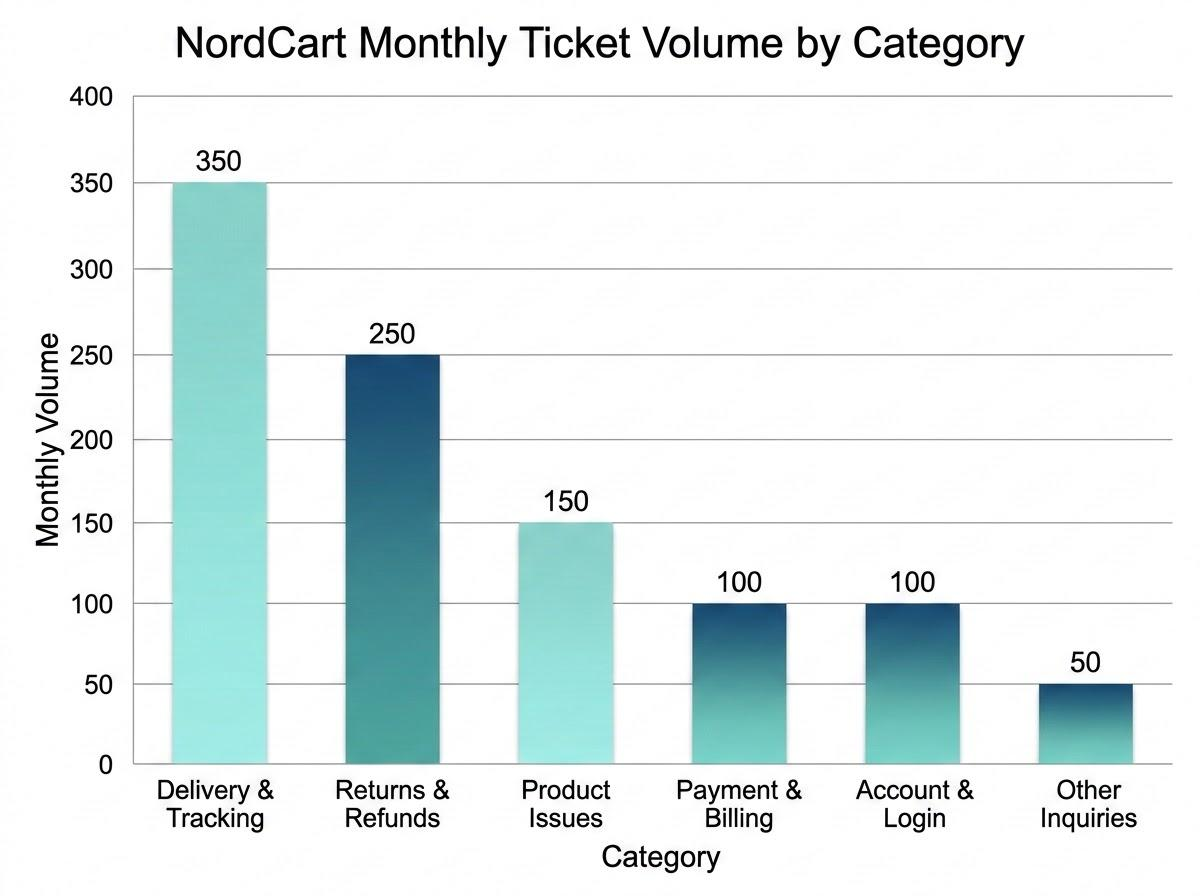 NordCart Monthly Ticket Volume by Category
Monthly Volume
400
350
300
250
200
150
100
50
0
350
250
150
100
100
50
Delivery &
Tracking
Returns &
Refunds
Product
Issues
Payment &
Billing
Account &
Login
Other
Inquiries
Category